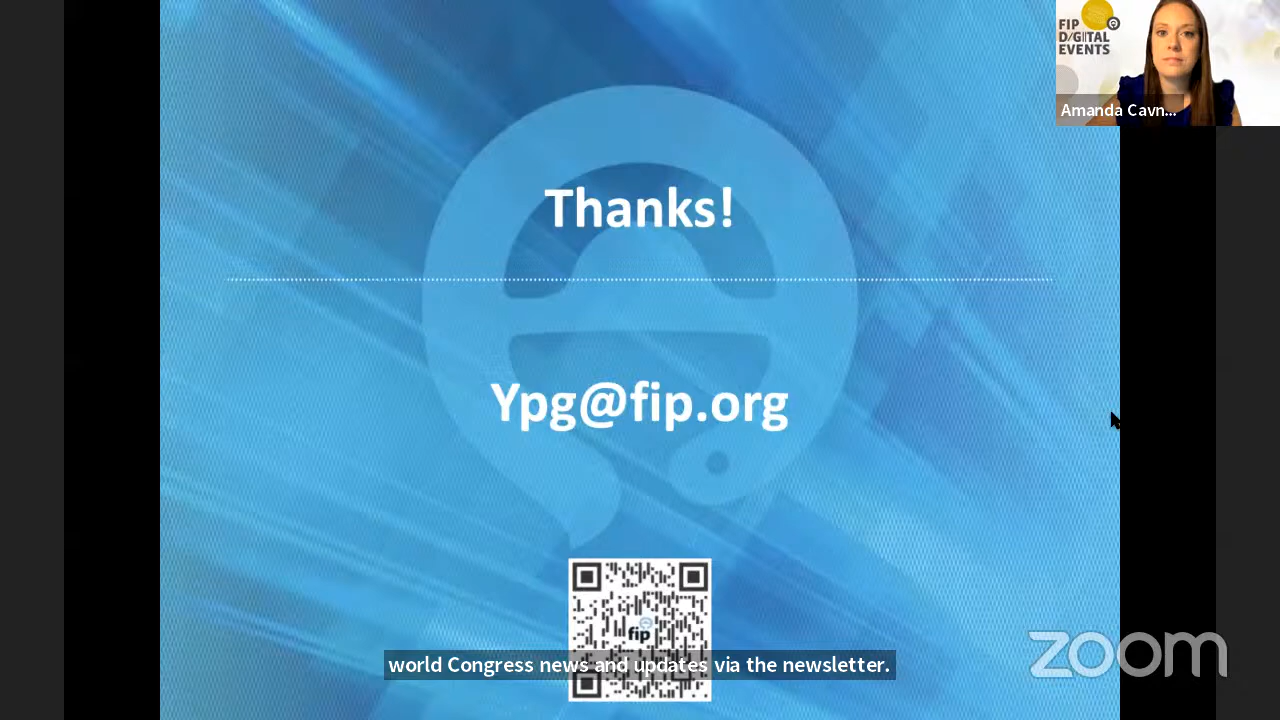 FIP
DIGITAL
EVENTS
Amanda Cavn...
Thanks!
Ypg@fip.org
fip
world Congress news and updates via the newsletter.
zoom